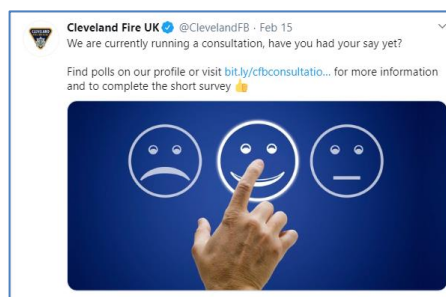 Cleveland Fire UK @ClevelandFB · Feb 15
We are currently running a consultation, have you had your say yet?
Find polls on our profile or visit bit.ly/cfbconsultatio... for more information
and to complete the short survey 👍